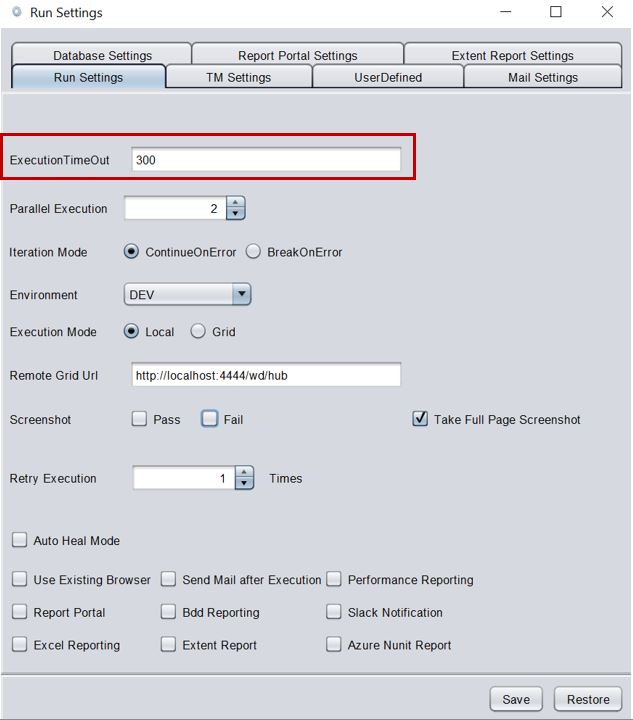 Run Settings
Database Settings Report Portal Settings Extent Report Settings
Run Settings TM Settings UserDefined Mail Settings
ExecutionTimeOut 300
Parallel Execution 2
Iteration Mode ContinueOnError BreakOnError
Environment DEV
Execution Mode Local Grid
Remote Grid Url http://localhost:4444/wd/hub
Screenshot Pass Fail Take Full Page Screenshot
Retry Execution 1 Times
Auto Heal Mode
Use Existing Browser Send Mail after Execution Performance Reporting
Report Portal Bdd Reporting Slack Notification
Excel Reporting Extent Report Azure Nunit Report
Save Restore